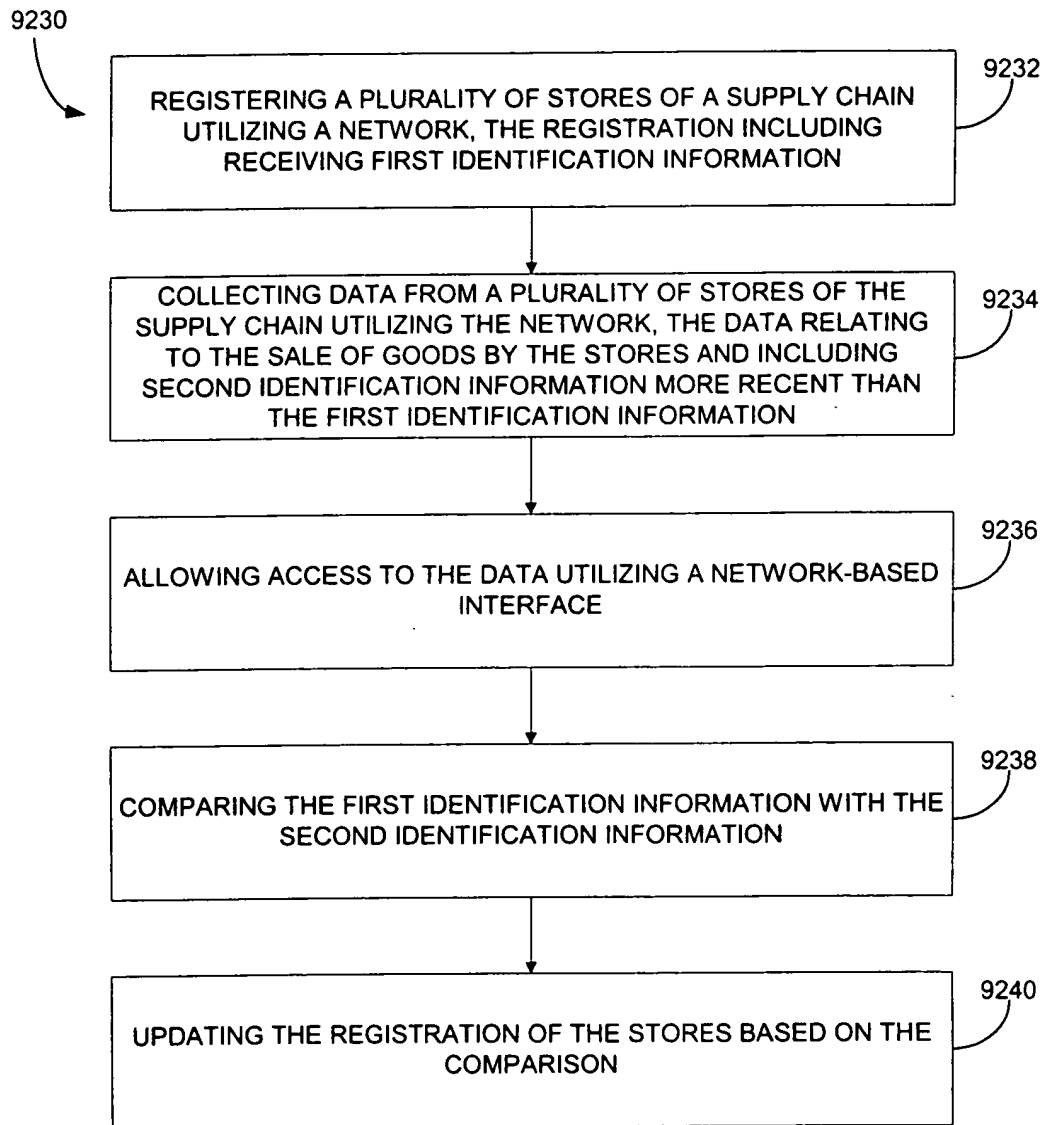 9230
9232
REGISTERING A PLURALITY OF STORES OF A SUPPLY CHAIN
UTILIZING A NETWORK, THE REGISTRATION INCLUDING
RECEIVING FIRST IDENTIFICATION INFORMATION
9234
COLLECTING DATA FROM A PLURALITY OF STORES OF THE
SUPPLY CHAIN UTILIZING THE NETWORK, THE DATA RELATING
TO THE SALE OF GOODS BY THE STORES AND INCLUDING
SECOND IDENTIFICATION INFORMATION MORE RECENT THAN
THE FIRST IDENTIFICATION INFORMATION
9236
ALLOWING ACCESS TO THE DATA UTILIZING A NETWORK-BASED
INTERFACE
9238
COMPARING THE FIRST IDENTIFICATION INFORMATION WITH THE
SECOND IDENTIFICATION INFORMATION
9240
UPDATING THE REGISTRATION OF THE STORES BASED ON THE
COMPARISON